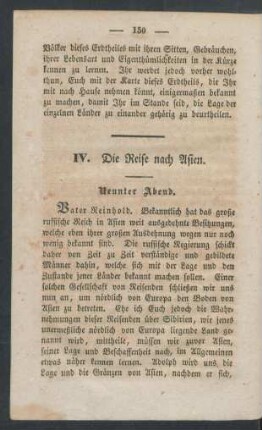 — 150 —
Völker dieses Erdtheiles mit ihren Sitten, Gebräuchen,
ihrer Lebensart und Eigenthümlichkeiten in der Kürze
kennen zu lernen. Ihr werdet jedoch vorher wohl
thun, Euch mit der Karte dieses Erdtheils, die Ihr
mit nach Hause nehmen könnt, einigermaßen bekannt
zu machen, damit Ihr im Stande seid, die Lage der
einzelnen Länder zu einander gehörig zu beurtheilen.
IV. Die Reise nach Asien.
Neunter Abend.
Vater Reinhold. Bekanntlich hat das große
russische Reich in Asien weit ausgedehnte Besitzungen,
welche eben ihrer großen Ausdehnung wegen nur noch
wenig bekannt sind. Die russische Regierung schickt
daher von Zeit zu Zeit verständige und gebildete
Männer dahin, welche sich mit der Lage und den
Zustande jener Länder bekannt machen sollen. Einer
solchen Gesellschaft von Reisenden schließen wir uns
nun an, um nördlich von Europa den Boden von
Asien zu betreten. Ehe ich Euch jedoch die Wahr-
nehmungen dieser Reisenden über Sibirien, wie jenes
unermeßliche nördlich von Europa liegende Land ge-
nannt wird, mittheile, müssen wir zuvor Asien,
seiner Lage und Beschaffenheit nach, im Allgemeinen
etwas näher kennen lernen. Adolph wird uns die
Lage und die Gränzen von Asien, nachdem er sich,